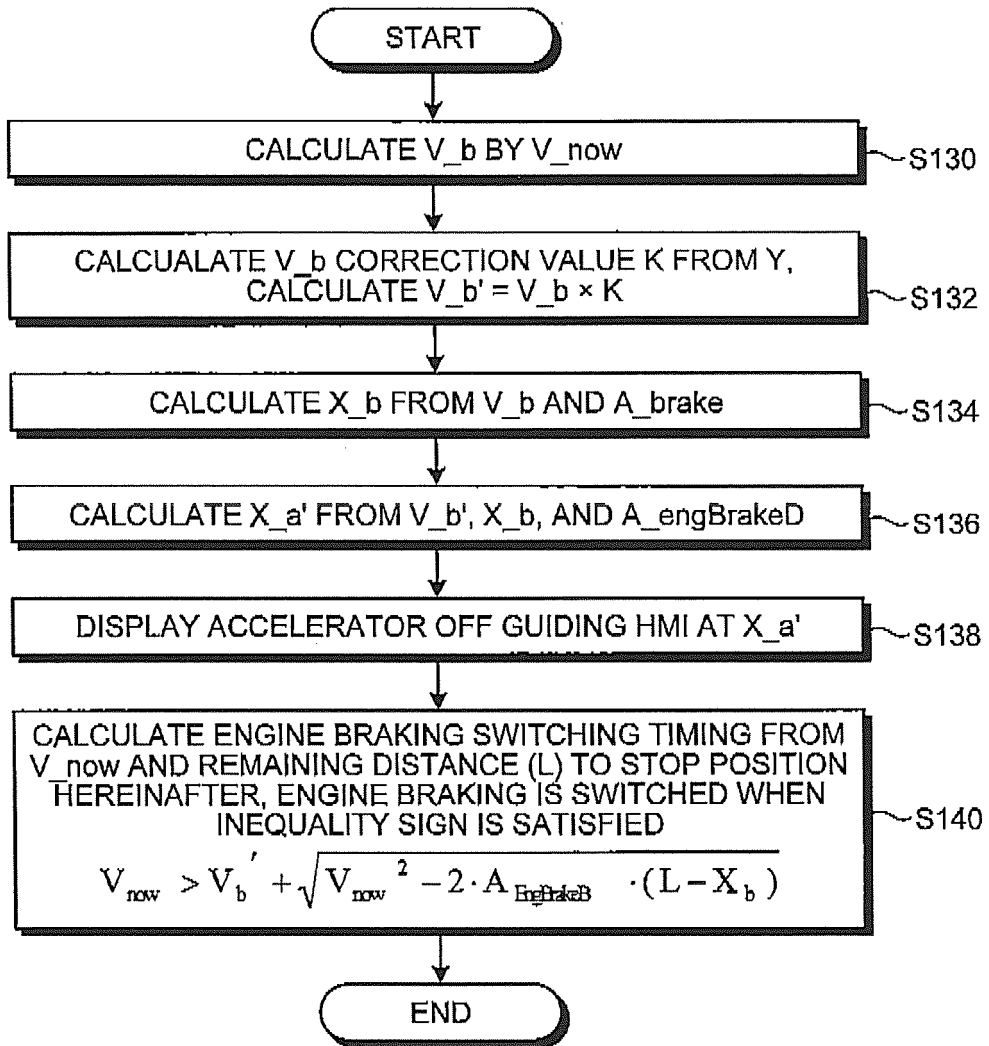 START
CALCULATE V_b BY V_now
S130
CALCUALATE V_b CORRECTION VALUE K FROM Y,
CALCULATE V_b' = V_b × K
S132
CALCULATE X_b FROM V_b AND A_brake
S134
CALCULATE X_a' FROM V_b', X_b, AND A_engBrakeD
S136
DISPLAY ACCELERATOR OFF GUIDING HMI AT X_a'
S138
CALCULATE ENGINE BRAKING SWITCHING TIMING FROM
V_now AND REMAINING DISTANCE (L) TO STOP POSITION
HEREINAFTER, ENGINE BRAKING IS SWITCHED WHEN
INEQUALITY SIGN IS SATISFIED
V_now > V_b' + √(V_now² − 2·A_EngBrakeB ·(L − X_b))
S140
END